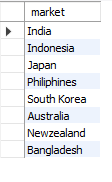 market
India
Indonesia
Japan
Philiphines
South Korea
Australia
Newzealand
Bangladesh